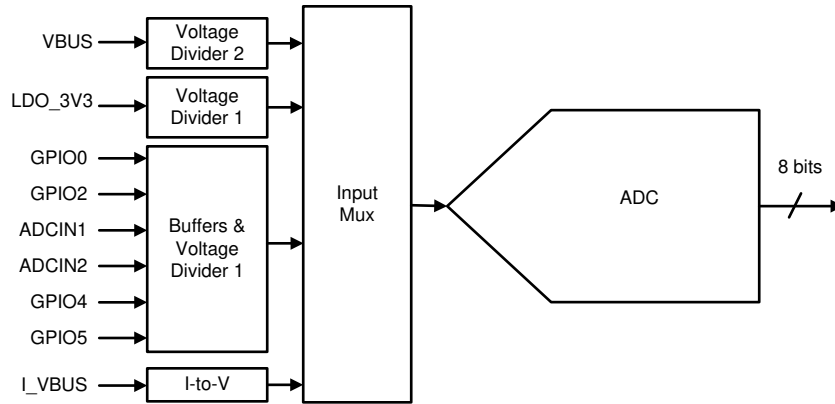 VBUS
Voltage
Divider 2
LDO_3V3
Voltage
Divider 1
GPIO0
GPIO2
ADCIN1
ADCIN2
GPIO4
GPIO5
Buffers &
Voltage
Divider 1
I_VBUS
I-to-V
Input
Mux
ADC
8 bits